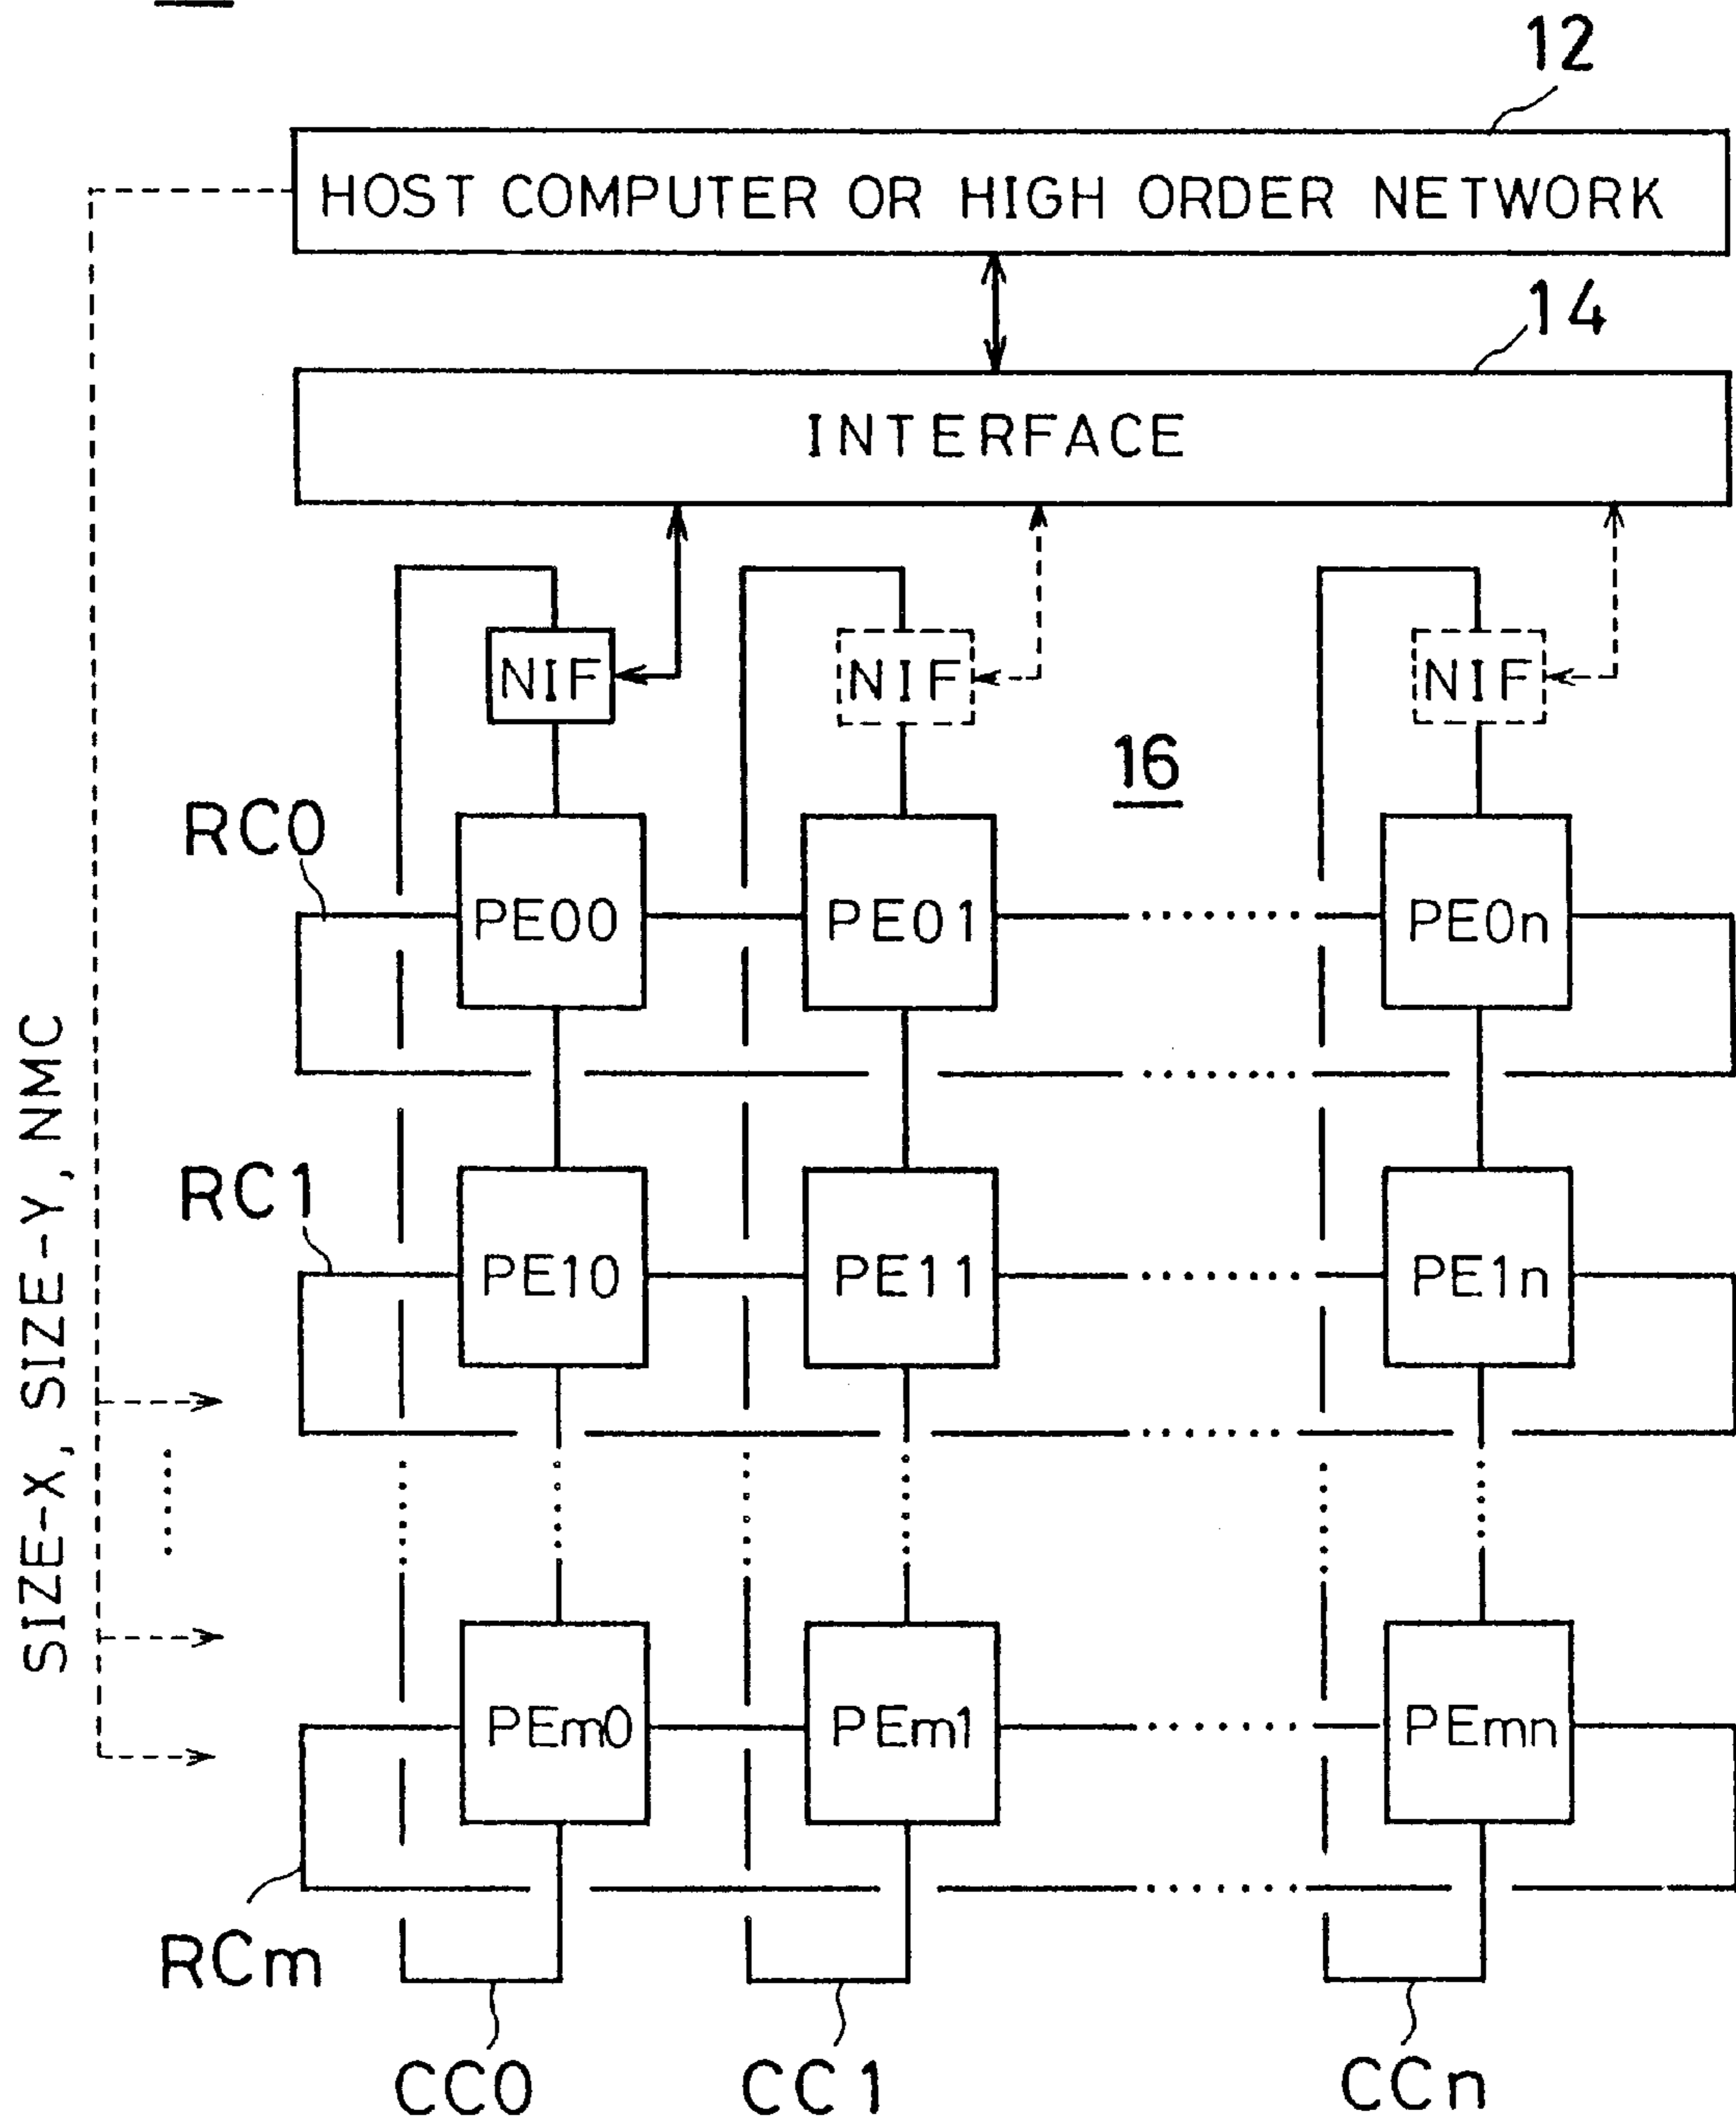 12
HOST COMPUTER OR HIGH ORDER NETWORK
14
INTERFACE
NIF NIF NIF
16
RC0
PE00 PE01 PE0n
SIZE-X, SIZE-Y, NMC
RC1
PE10 PE11 PE1n
PEm0 PEm1 PEmn
RCm
CC0 CC1 CCn